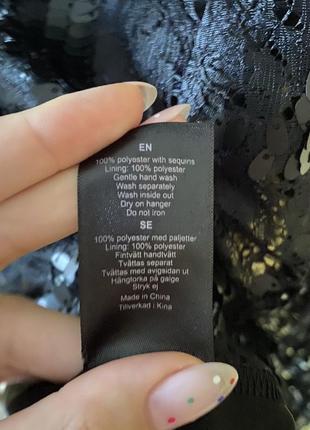 EN
100% polyester with sequins
Lining: 100% polyester
Gentle hand wash
Wash separately
Wash inside out
Dry on hanger
Do not iron
SE
100% polyester med paljetter
Lining: 100% polyester
Fintvätt handtvätt
Tvättas separat
Tvättas med avigsidan ut
Hängtorka på galge
Stryk ej
Made in China
Tillverkad i Kina